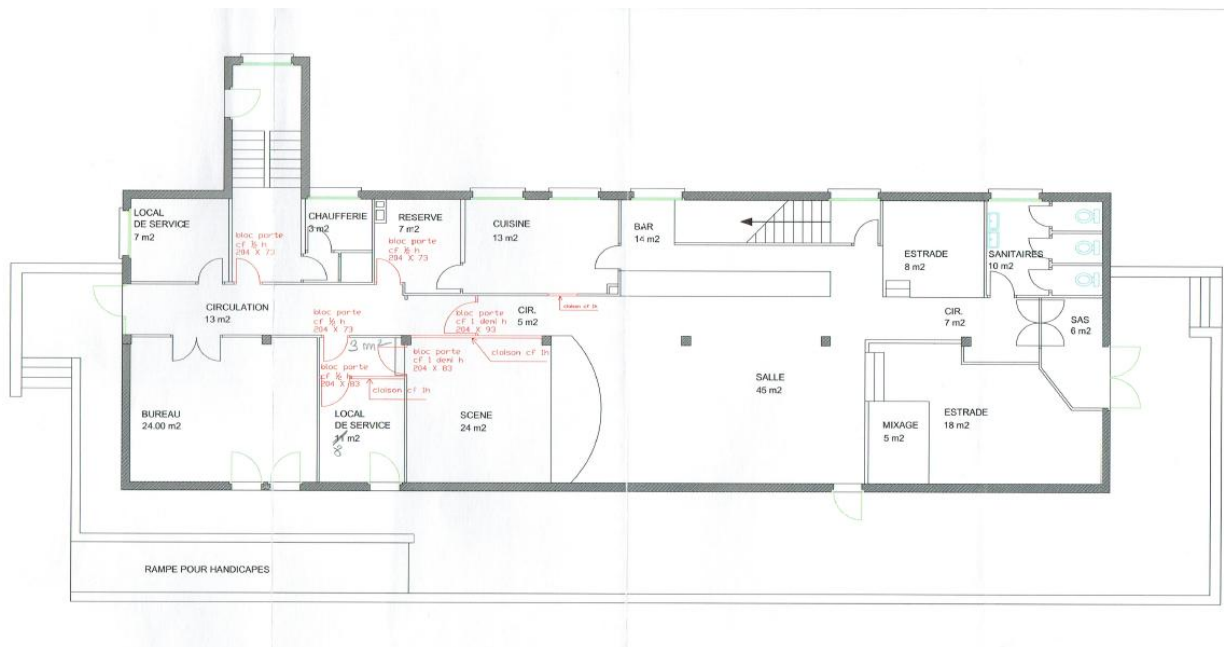 LOCAL
DE SERVICE
7 m2
CHAUFFERIE
3 m2
RESERVE
7 m2
CUISINE
13 m2
BAR
14 m2
ESTRADE
8 m2
SANITAIRES
10 m2
bloc porte
cf ½ h
204 X 73
bloc porte
cf ½ h
204 X 73
CIRCULATION
13 m2
bloc porte
cf ½ h
204 X 73
CIR.
5 m2
bloc porte
cf 1 demi h
204 X 93
cloison cf 1h
CIR.
7 m2
SAS
6 m2
3 m²
bloc porte
cf ½ h
204 X 83
bloc porte
cf 1 demi h
204 X 83
cloison cf 1h
cloison cf 1h
SALLE
45 m2
BUREAU
24.00 m2
LOCAL
DE SERVICE
11 m2
8
SCENE
24 m2
MIXAGE
5 m2
ESTRADE
18 m2
RAMPE POUR HANDICAPES